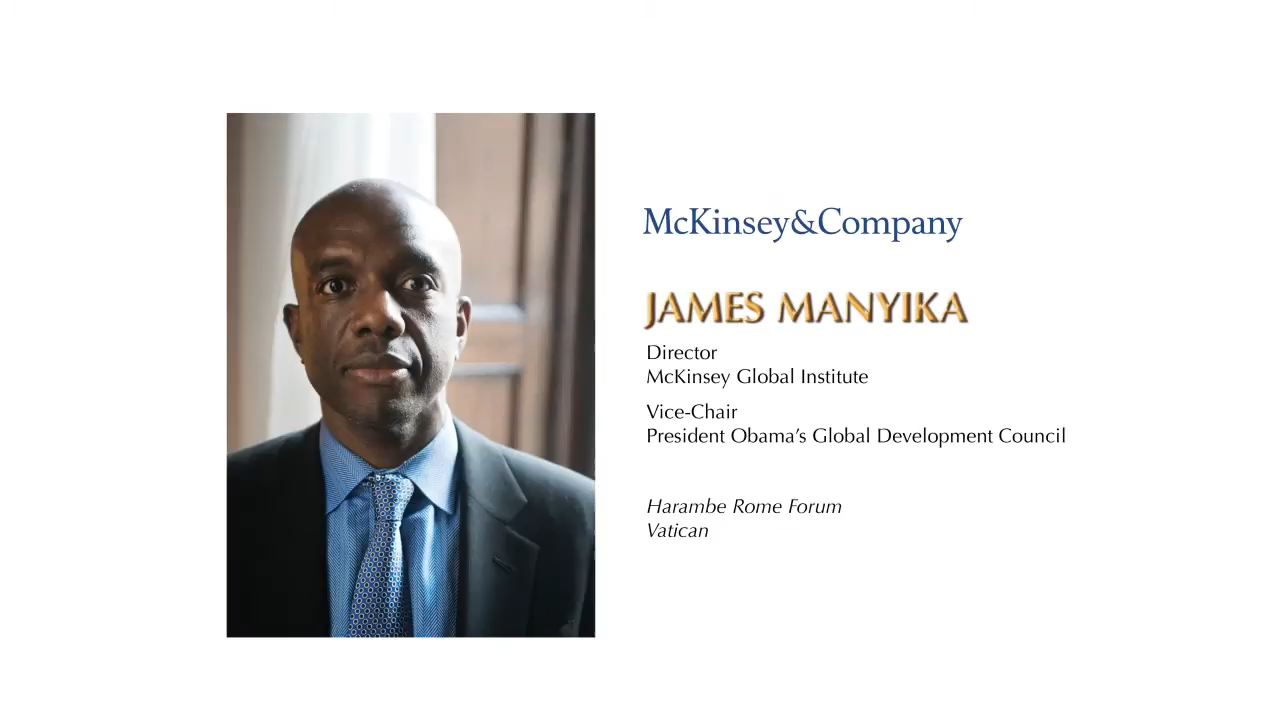 McKinsey&Company
JAMES MANYIKA
Director
McKinsey Global Institute
Vice-Chair
President Obama’s Global Development Council
Harambe Rome Forum
Vatican